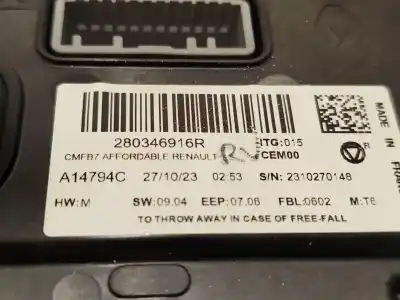 280346916R
ITG:015
CMFB7 AFFORDABLE RENAULT
CEM00
A14794C 27/10/23 02:53 S/N: 2310270148
HW:M SW:09.04 EEP:07.06 FBL:0602 M:T6
TO THROW AWAY IN CASE OF FREE-FALL
MADE IN
R